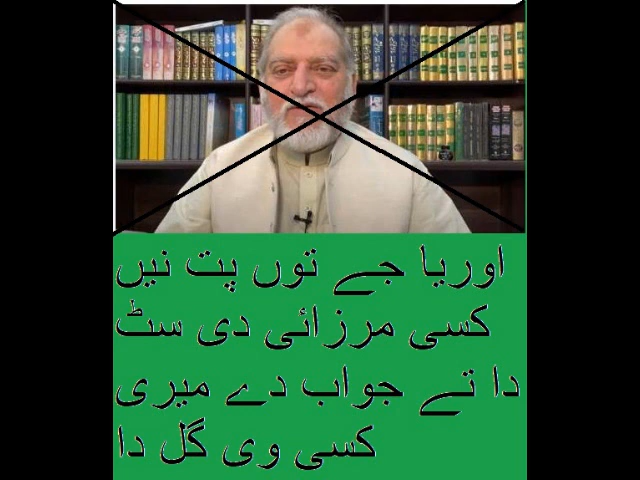 اوریا جے توں پت نیں
کسی مرزائی دی سٹ
دا تے جواب دے میری
کسی وی گل دا